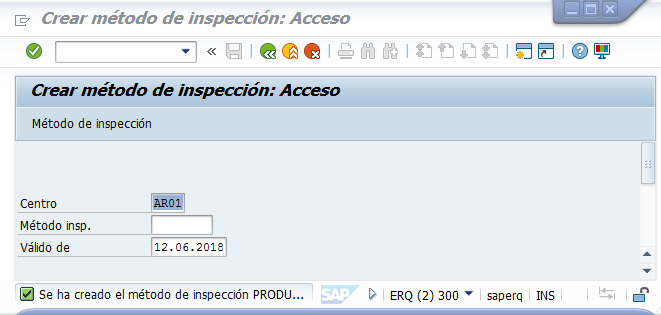 Crear método de inspección: Acceso
Crear método de inspección: Acceso
Método de inspección
Centro AR01
Método insp.
Válido de 12.06.2018
Se ha creado el método de inspección PRODU... SAP ERQ (2) 300 saperq INS